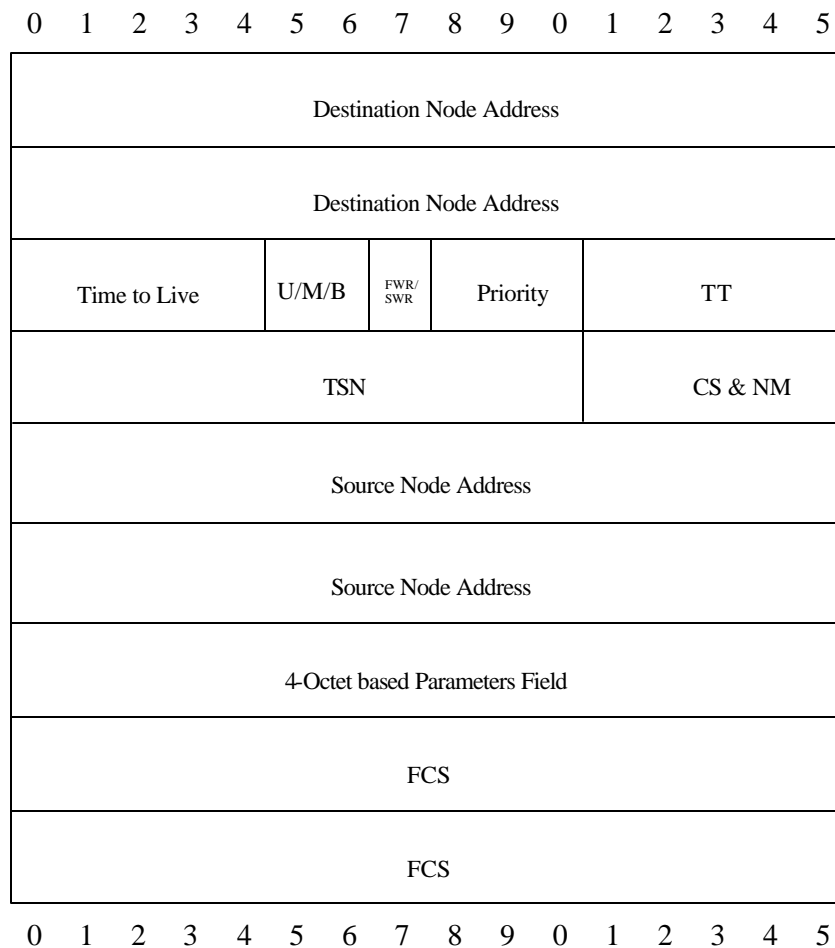 0 1 2 3 4 5 6 7 8 9 0 1 2 3 4 5
Destination Node Address
Destination Node Address
Time to Live U/M/B FWR/ SWR Priority TT
TSN CS & NM
Source Node Address
Source Node Address
4-Octet based Parameters Field
FCS
FCS
0 1 2 3 4 5 6 7 8 9 0 1 2 3 4 5